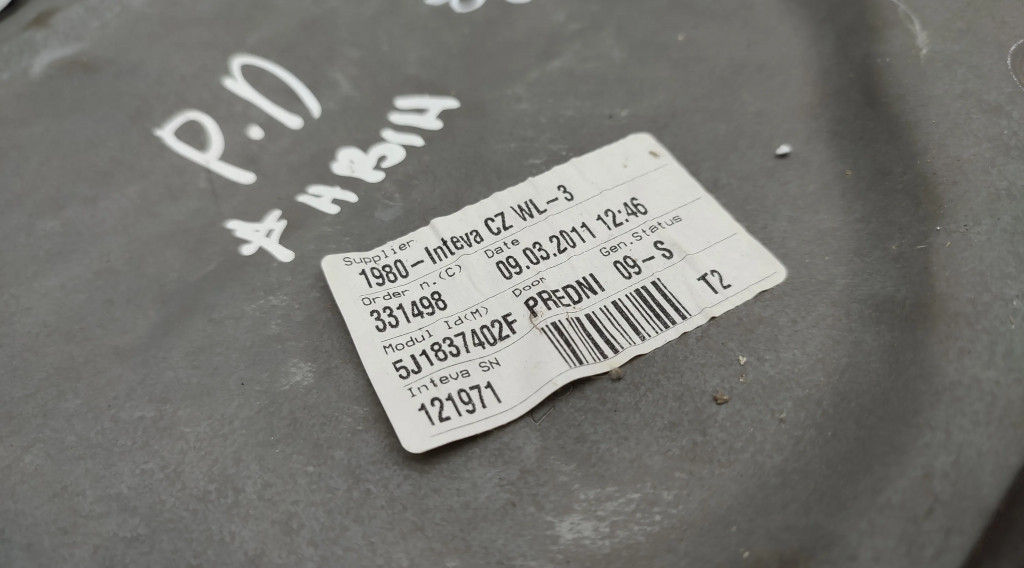 P.D
Supplier
1980-Inteva CZ WL-3
Order n.(C) Date
331498 09.03.2011 12:46
Modul Id(M) Door Gen.Status
5J1837402F PREDNI 09-S
Inteva SN
121971 T2